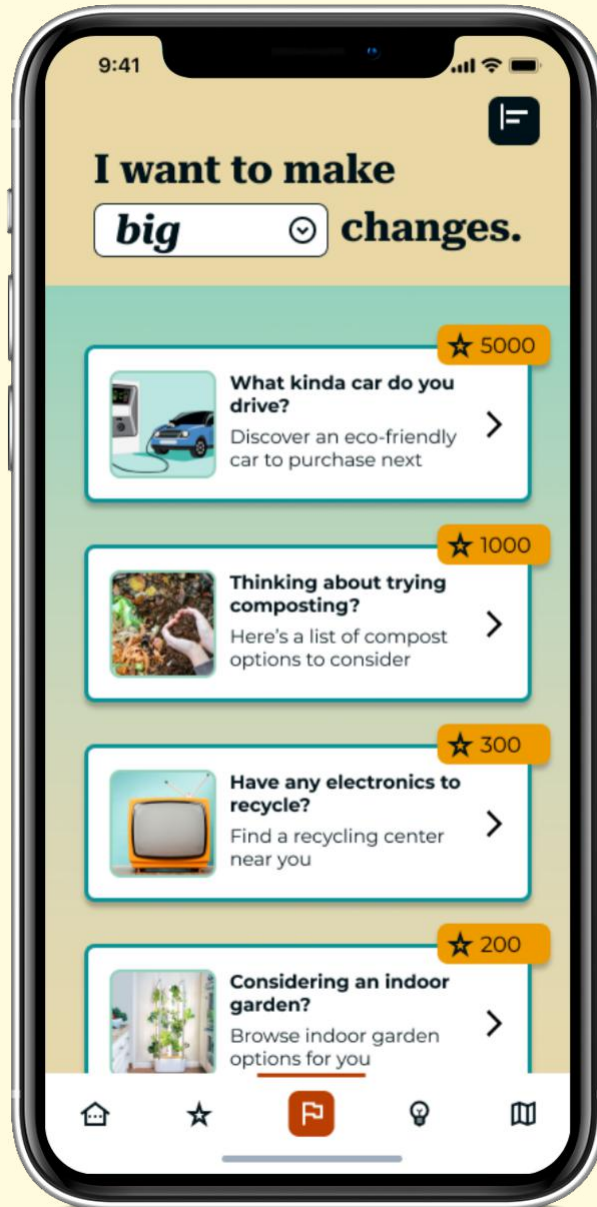 9:41
I want to make
big changes.
5000
What kinda car do you
drive?
Discover an eco-friendly
car to purchase next
1000
Thinking about trying
composting?
Here's a list of compost
options to consider
300
Have any electronics to
recycle?
Find a recycling center
near you
200
Considering an indoor
garden?
Browse indoor garden
options for you